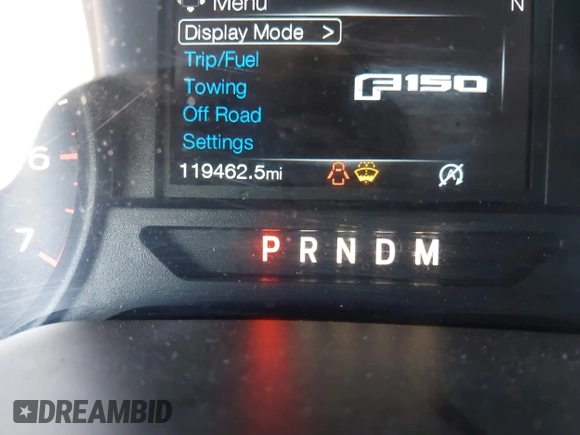 Menu N
Display Mode >
Trip/Fuel
Towing
F150
Off Road
Settings
119462.5mi
A
6
7
P R N D M
DREAMBID